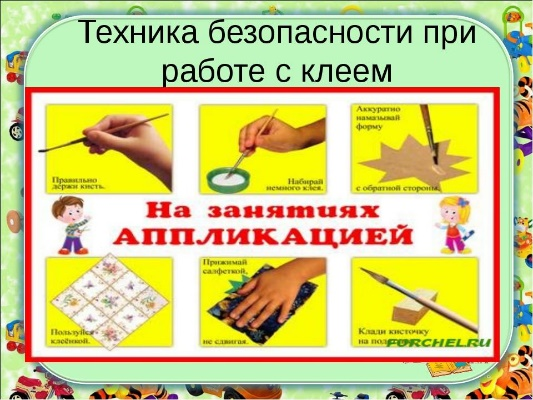 Техника безопасности при
работе с клеем
Правильно
держи кисть.
Набирай
немного клея.
Аккуратно
намазывай
форму
с обратной стороны.
На занятиях
АППЛИКАЦИЕЙ
Пользуйся
клеёнкой.
Прижимай
салфеткой,
не сдвигая.
Клади кисточку
на
FORCHEL.RU